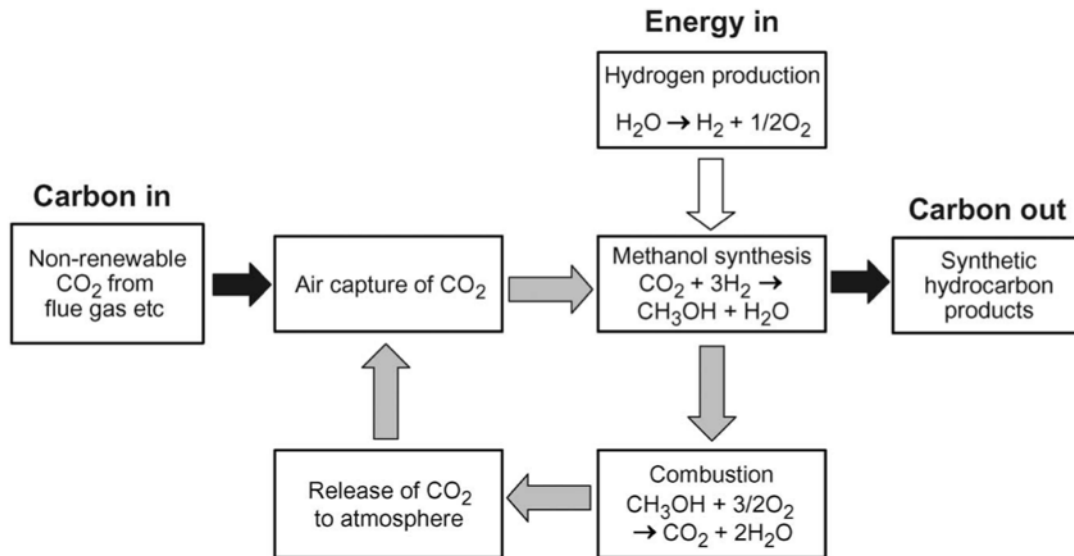 Energy in
Hydrogen production
H₂O → H₂ + 1/2O₂
Carbon in
Non-renewable
CO₂ from
flue gas etc
Air capture of CO₂
Methanol synthesis
CO₂ + 3H₂ →
CH₃OH + H₂O
Carbon out
Synthetic
hydrocarbon
products
Release of CO₂
to atmosphere
Combustion
CH₃OH + 3/2O₂
→ CO₂ + 2H₂O